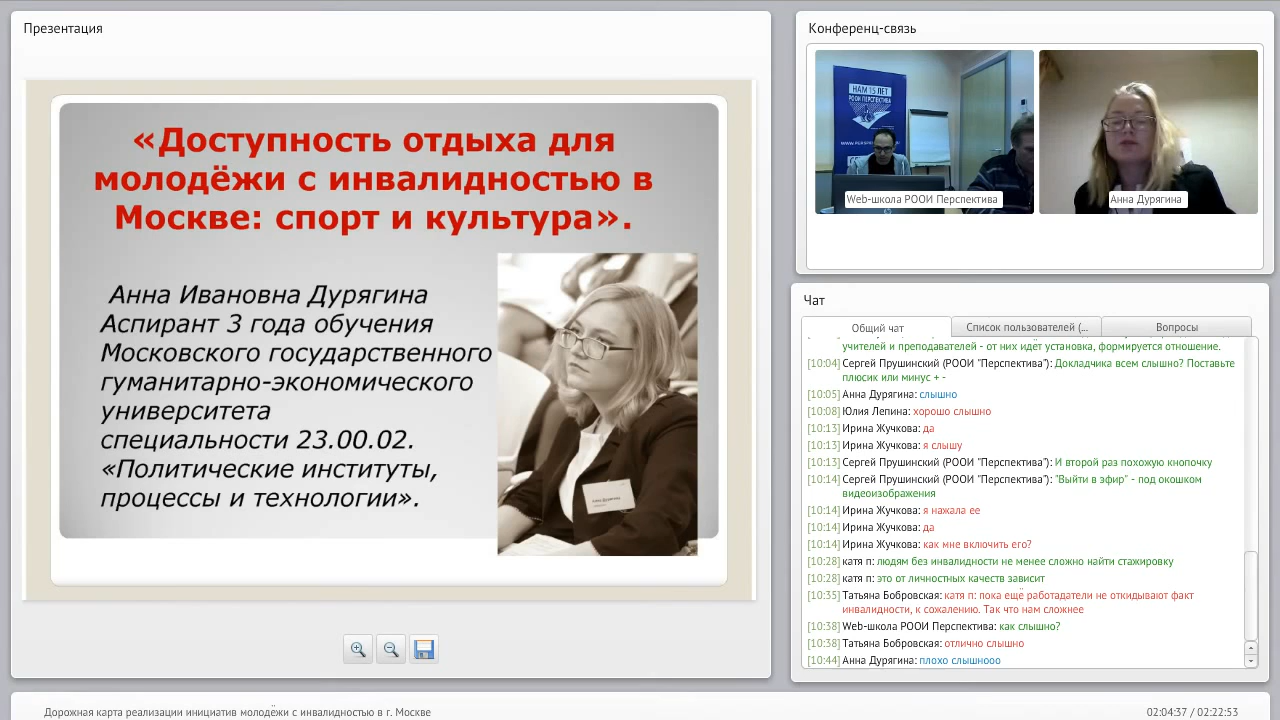 Презентация
«Доступность отдыха для
молодёжи с инвалидностью в
Москве: спорт и культура».
Анна Ивановна Дурягина
Аспирант 3 года обучения
Московского государственного
гуманитарно-экономического
университета
специальности 23.00.02.
«Политические институты,
процессы и технологии».
Конференц-связь
НАМ 15 ЛЕТ
РООИ ПЕРСПЕКТИВА
Web-школа РООИ Перспектива
Анна Дурягина
Чат
Общий чат
Список пользователей (...
Вопросы
учителей и преподавателей - от них идёт установка, формируется отношение.
[10:04] Сергей Прушинский (РООИ "Перспектива"): Докладчика всем слышно? Поставьте
плюсик или минус + -
[10:05] Анна Дурягина: слышно
[10:08] Юлия Лепина: хорошо слышно
[10:13] Ирина Жучкова: да
[10:13] Ирина Жучкова: я слышу
[10:13] Сергей Прушинский (РООИ "Перспектива"): И второй раз похожую кнопочку
[10:14] Сергей Прушинский (РООИ "Перспектива"): "Выйти в эфир" - под окошком
видеоизображения
[10:14] Ирина Жучкова: я нажала ее
[10:14] Ирина Жучкова: да
[10:14] Ирина Жучкова: как мне включить его?
[10:28] катя п: людям без инвалидности не менее сложно найти стажировку
[10:28] катя п: это от личностных качеств зависит
[10:35] Татьяна Бобровская: катя п: пока ещё работадатели не откидывают факт
инвалидности, к сожалению. Так что нам сложнее
[10:38] Web-школа РООИ Перспектива: как слышно?
[10:38] Татьяна Бобровская: отлично слышно
[10:44] Анна Дурягина: плохо слышнооо
Дорожная карта реализации инициатив молодёжи с инвалидностью в г. Москве
02:04:37 / 02:22:53